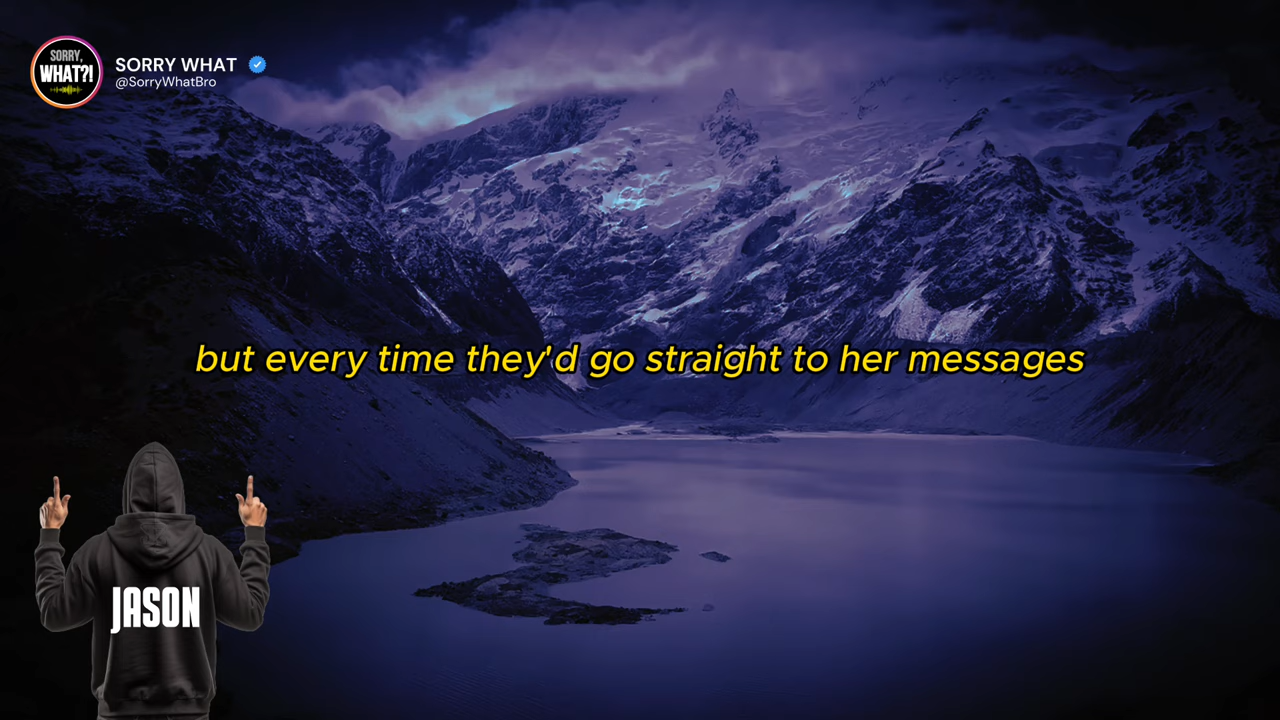 SORRY,
WHAT?!
SORRY WHAT
@SorryWhatBro
but every time they'd go straight to her messages
JASON